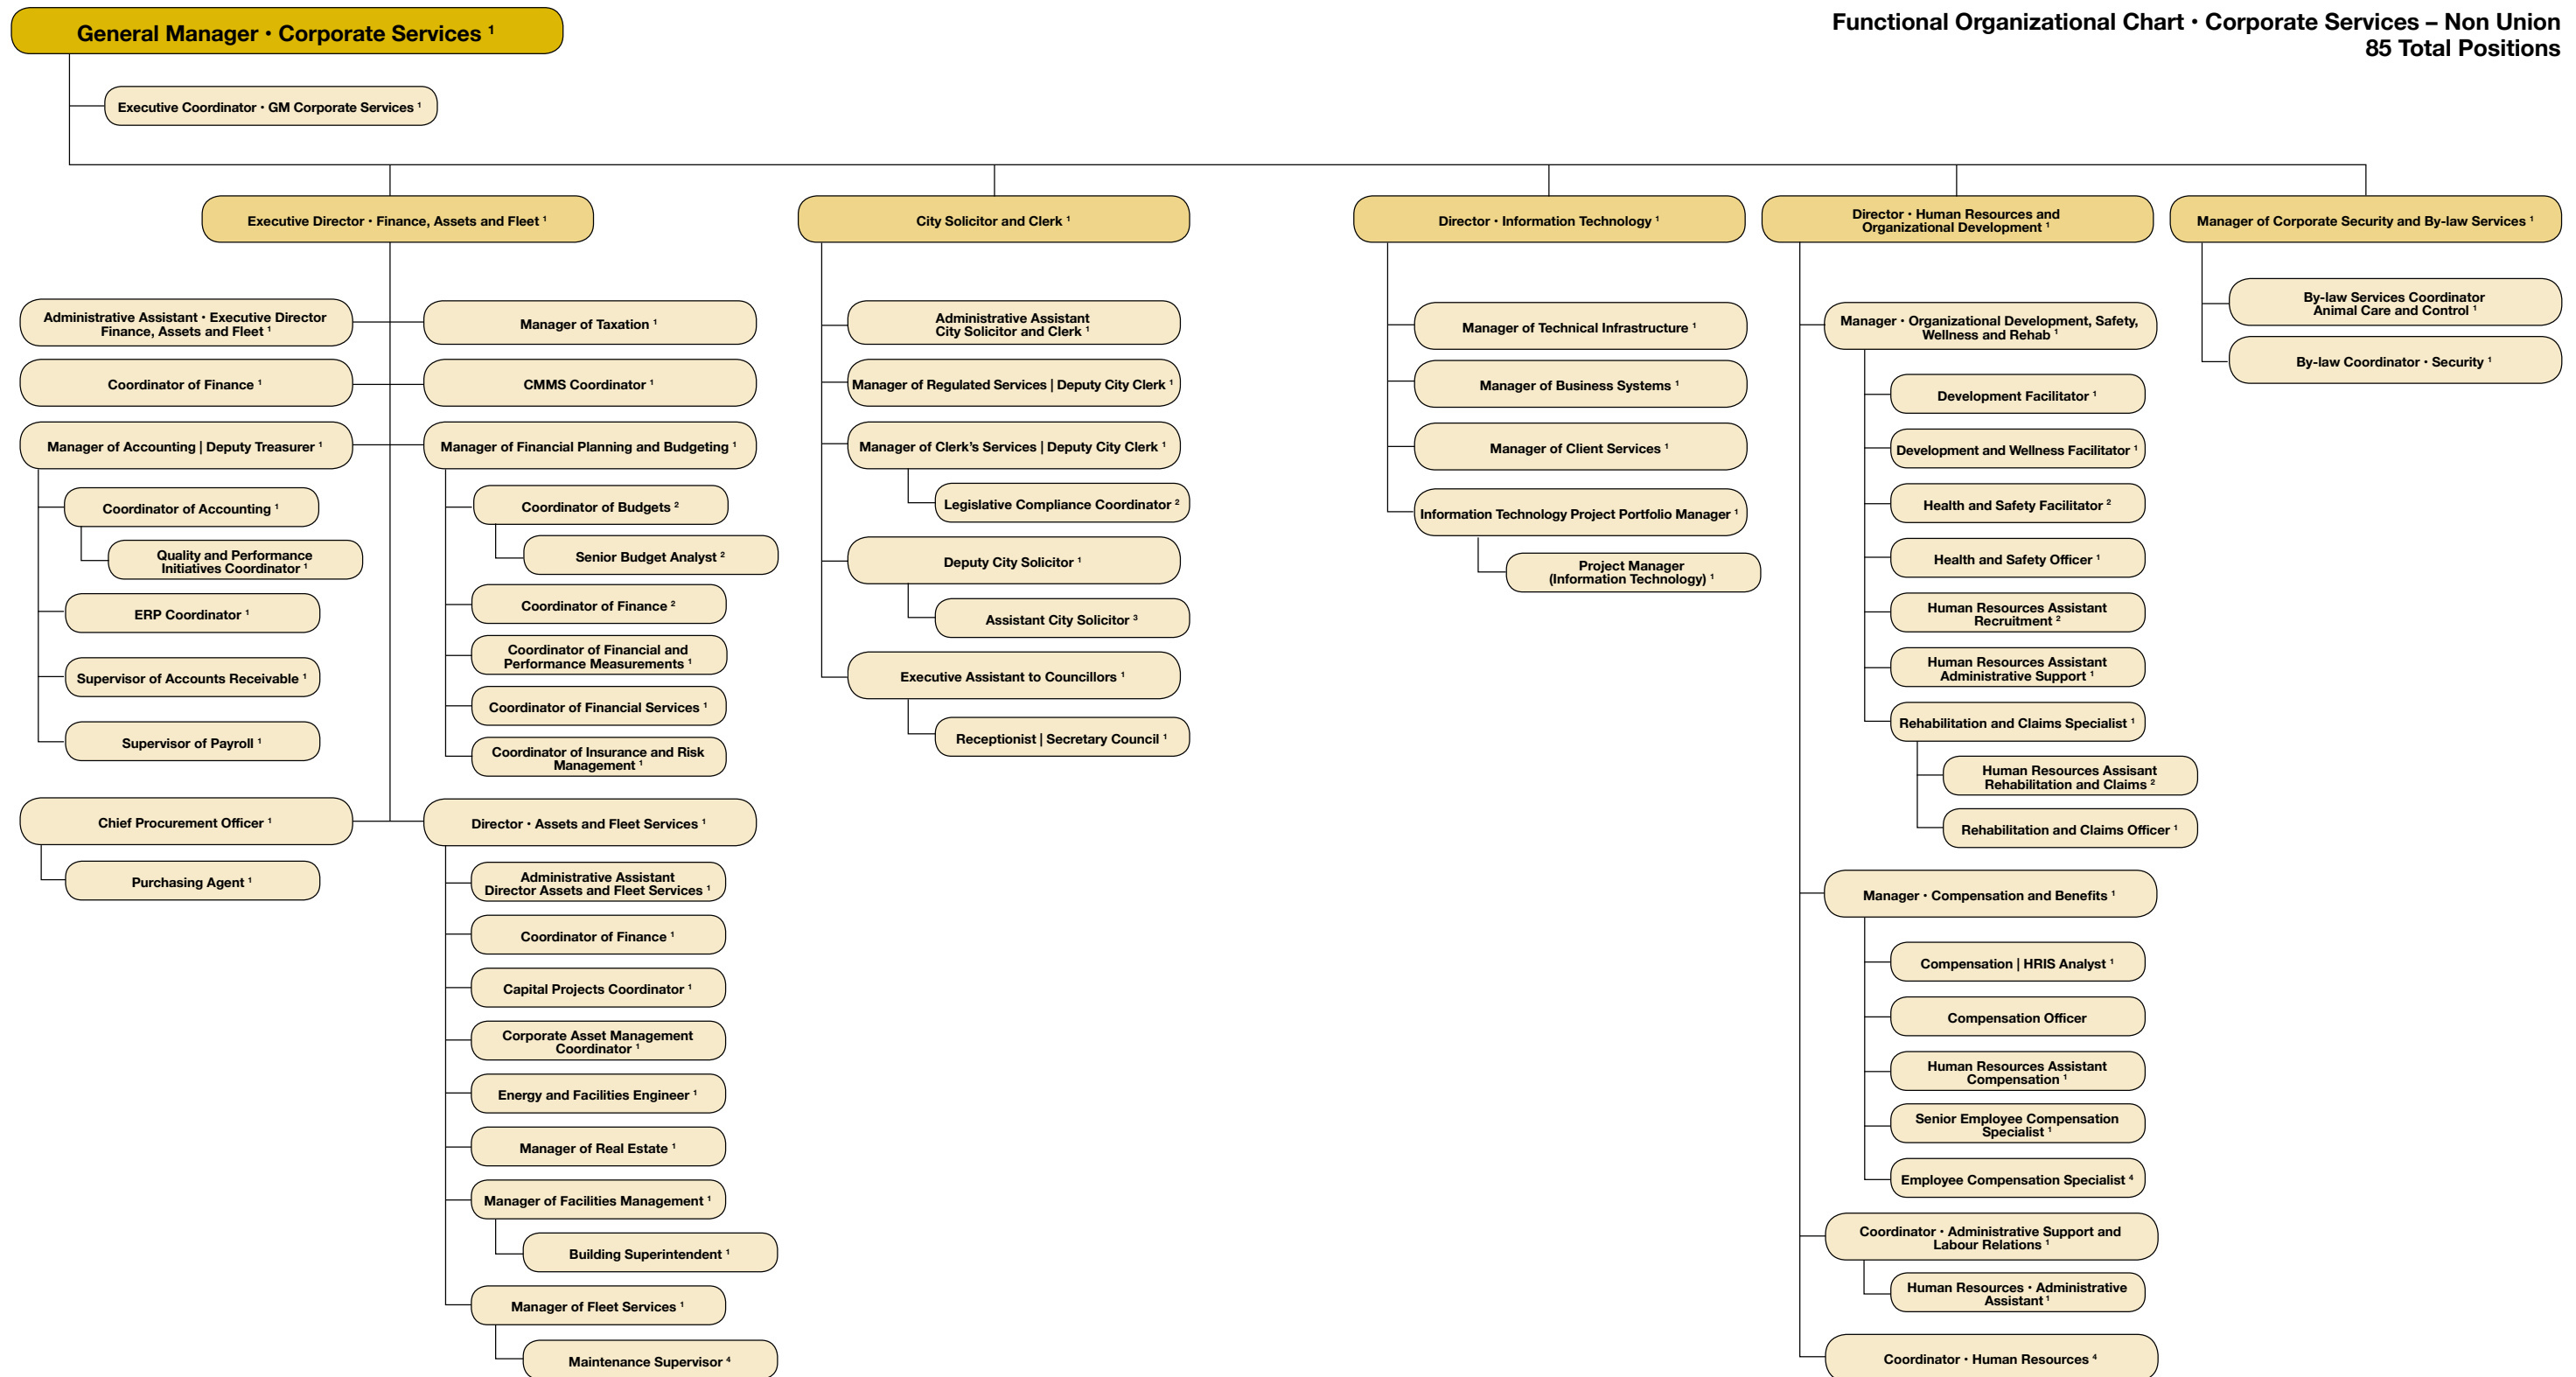 General Manager • Corporate Services ¹
Functional Organizational Chart • Corporate Services – Non Union
85 Total Positions
Executive Coordinator • GM Corporate Services ¹
Executive Director • Finance, Assets and Fleet ¹
Administrative Assistant • Executive Director
Finance, Assets and Fleet ¹
Manager of Taxation ¹
Coordinator of Finance ¹
CMMS Coordinator ¹
Manager of Accounting | Deputy Treasurer ¹
Coordinator of Accounting ¹
Quality and Performance
Initiatives Coordinator ¹
ERP Coordinator ¹
Supervisor of Accounts Receivable ¹
Supervisor of Payroll ¹
Manager of Financial Planning and Budgeting ¹
Coordinator of Budgets ²
Senior Budget Analyst ²
Coordinator of Finance ²
Coordinator of Financial and
Performance Measurements ¹
Coordinator of Financial Services ¹
Coordinator of Insurance and Risk
Management ¹
Chief Procurement Officer ¹
Purchasing Agent ¹
Director • Assets and Fleet Services ¹
Administrative Assistant
Director Assets and Fleet Services ¹
Coordinator of Finance ¹
Capital Projects Coordinator ¹
Corporate Asset Management
Coordinator ¹
Energy and Facilities Engineer ¹
Manager of Real Estate ¹
Manager of Facilities Management ¹
Building Superintendent ¹
Manager of Fleet Services ¹
Maintenance Supervisor ⁴
City Solicitor and Clerk ¹
Administrative Assistant
City Solicitor and Clerk ¹
Manager of Regulated Services | Deputy City Clerk ¹
Manager of Clerk’s Services | Deputy City Clerk ¹
Legislative Compliance Coordinator ²
Deputy City Solicitor ¹
Assistant City Solicitor ³
Executive Assistant to Councillors ¹
Receptionist | Secretary Council ¹
Director • Information Technology ¹
Manager of Technical Infrastructure ¹
Manager of Business Systems ¹
Manager of Client Services ¹
Information Technology Project Portfolio Manager ¹
Project Manager
(Information Technology) ¹
Director • Human Resources and
Organizational Development ¹
Manager • Organizational Development, Safety,
Wellness and Rehab ¹
Development Facilitator ¹
Development and Wellness Facilitator ¹
Health and Safety Facilitator ²
Health and Safety Officer ¹
Human Resources Assistant
Recruitment ²
Human Resources Assistant
Administrative Support ¹
Rehabilitation and Claims Specialist ¹
Human Resources Assisant
Rehabilitation and Claims ²
Rehabilitation and Claims Officer ¹
Manager • Compensation and Benefits ¹
Compensation | HRIS Analyst ¹
Compensation Officer
Human Resources Assistant
Compensation ¹
Senior Employee Compensation
Specialist ¹
Employee Compensation Specialist ⁴
Coordinator • Administrative Support and
Labour Relations ¹
Human Resources • Administrative
Assistant ¹
Coordinator • Human Resources ⁴
Manager of Corporate Security and By-law Services ¹
By-law Services Coordinator
Animal Care and Control ¹
By-law Coordinator • Security ¹